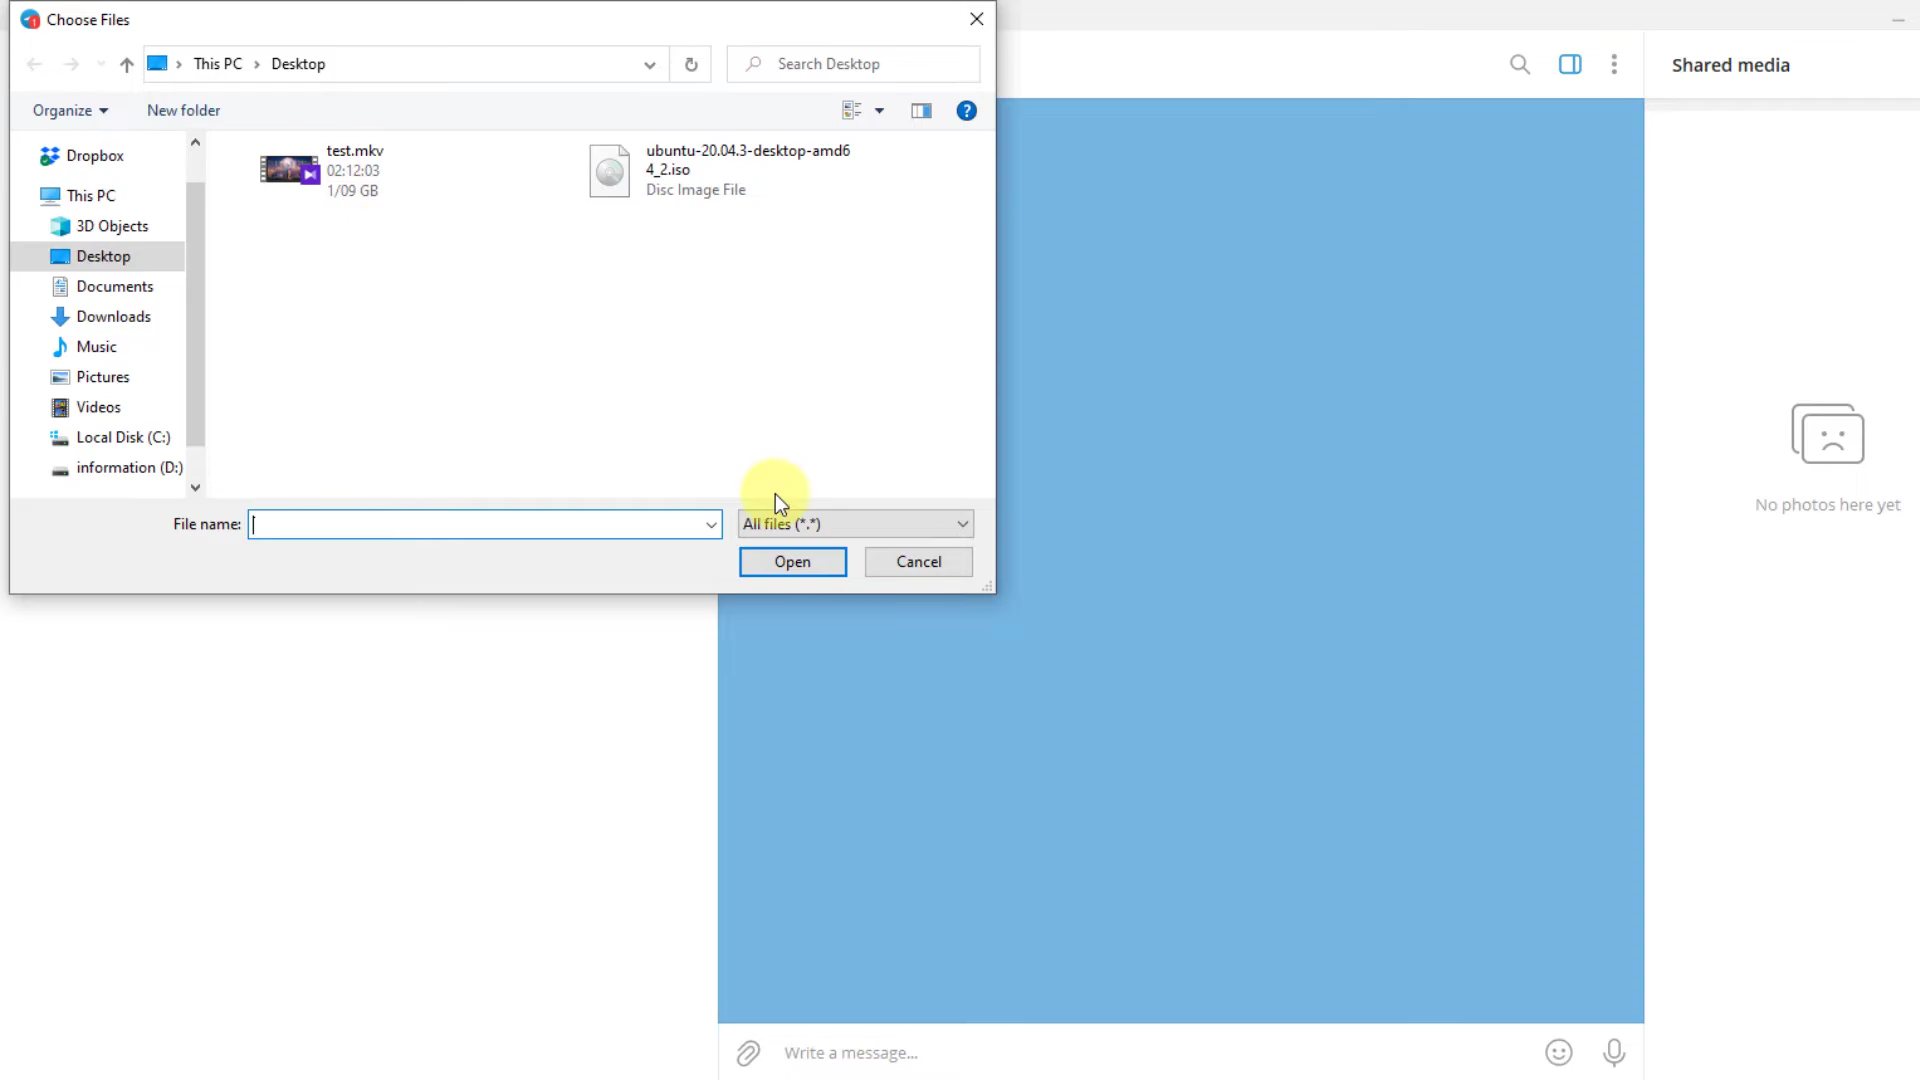 Choose Files
This PC
Desktop
Search Desktop
Organize
New folder
Dropbox
This PC
3D Objects
Desktop
Documents
Downloads
Music
Pictures
Videos
Local Disk (C:)
information (D:)
test.mkv
02:12:03
1/09 GB
ubuntu-20.04.3-desktop-amd6
4_2.iso
Disc Image File
File name:
All files (*.*)
Open
Cancel
Shared media
No photos here yet
Write a message...